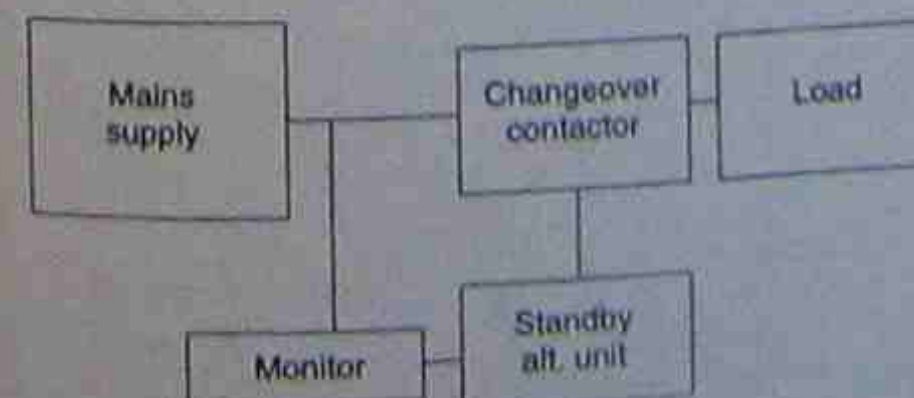 Mains
supply
Changeover
contactor
Load
Monitor
Standby
alt. unit